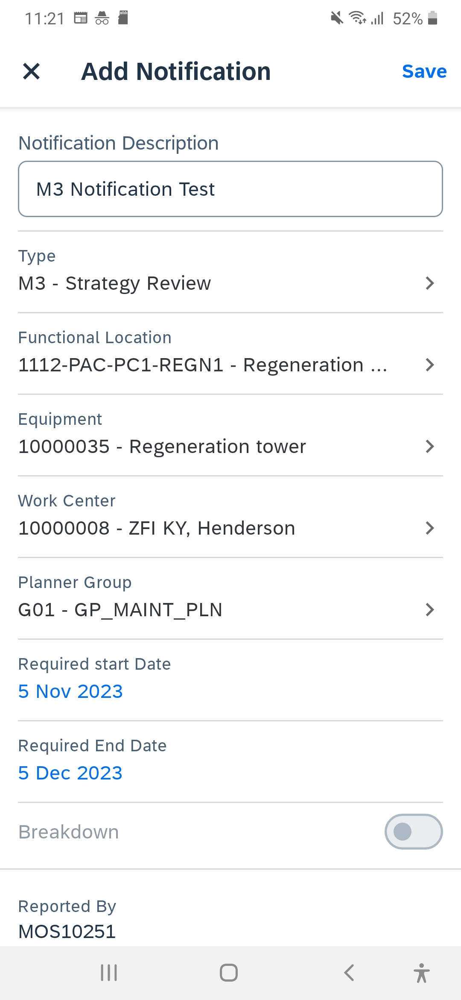 11:21
52%
Add Notification
Save
Notification Description
M3 Notification Test
Type
M3 - Strategy Review
Functional Location
1112-PAC-PC1-REGN1 - Regeneration ...
Equipment
10000035 - Regeneration tower
Work Center
10000008 - ZFI KY, Henderson
Planner Group
G01 - GP_MAINT_PLN
Required start Date
5 Nov 2023
Required End Date
5 Dec 2023
Breakdown
Reported By
MOS10251